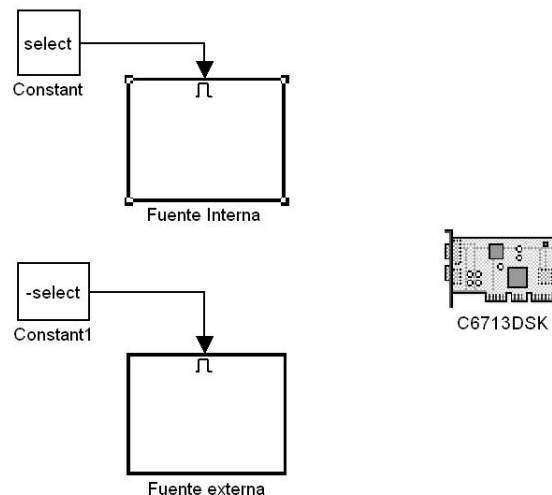 select
Constant
Fuente Interna
-select
Constant1
Fuente externa
C6713DSK